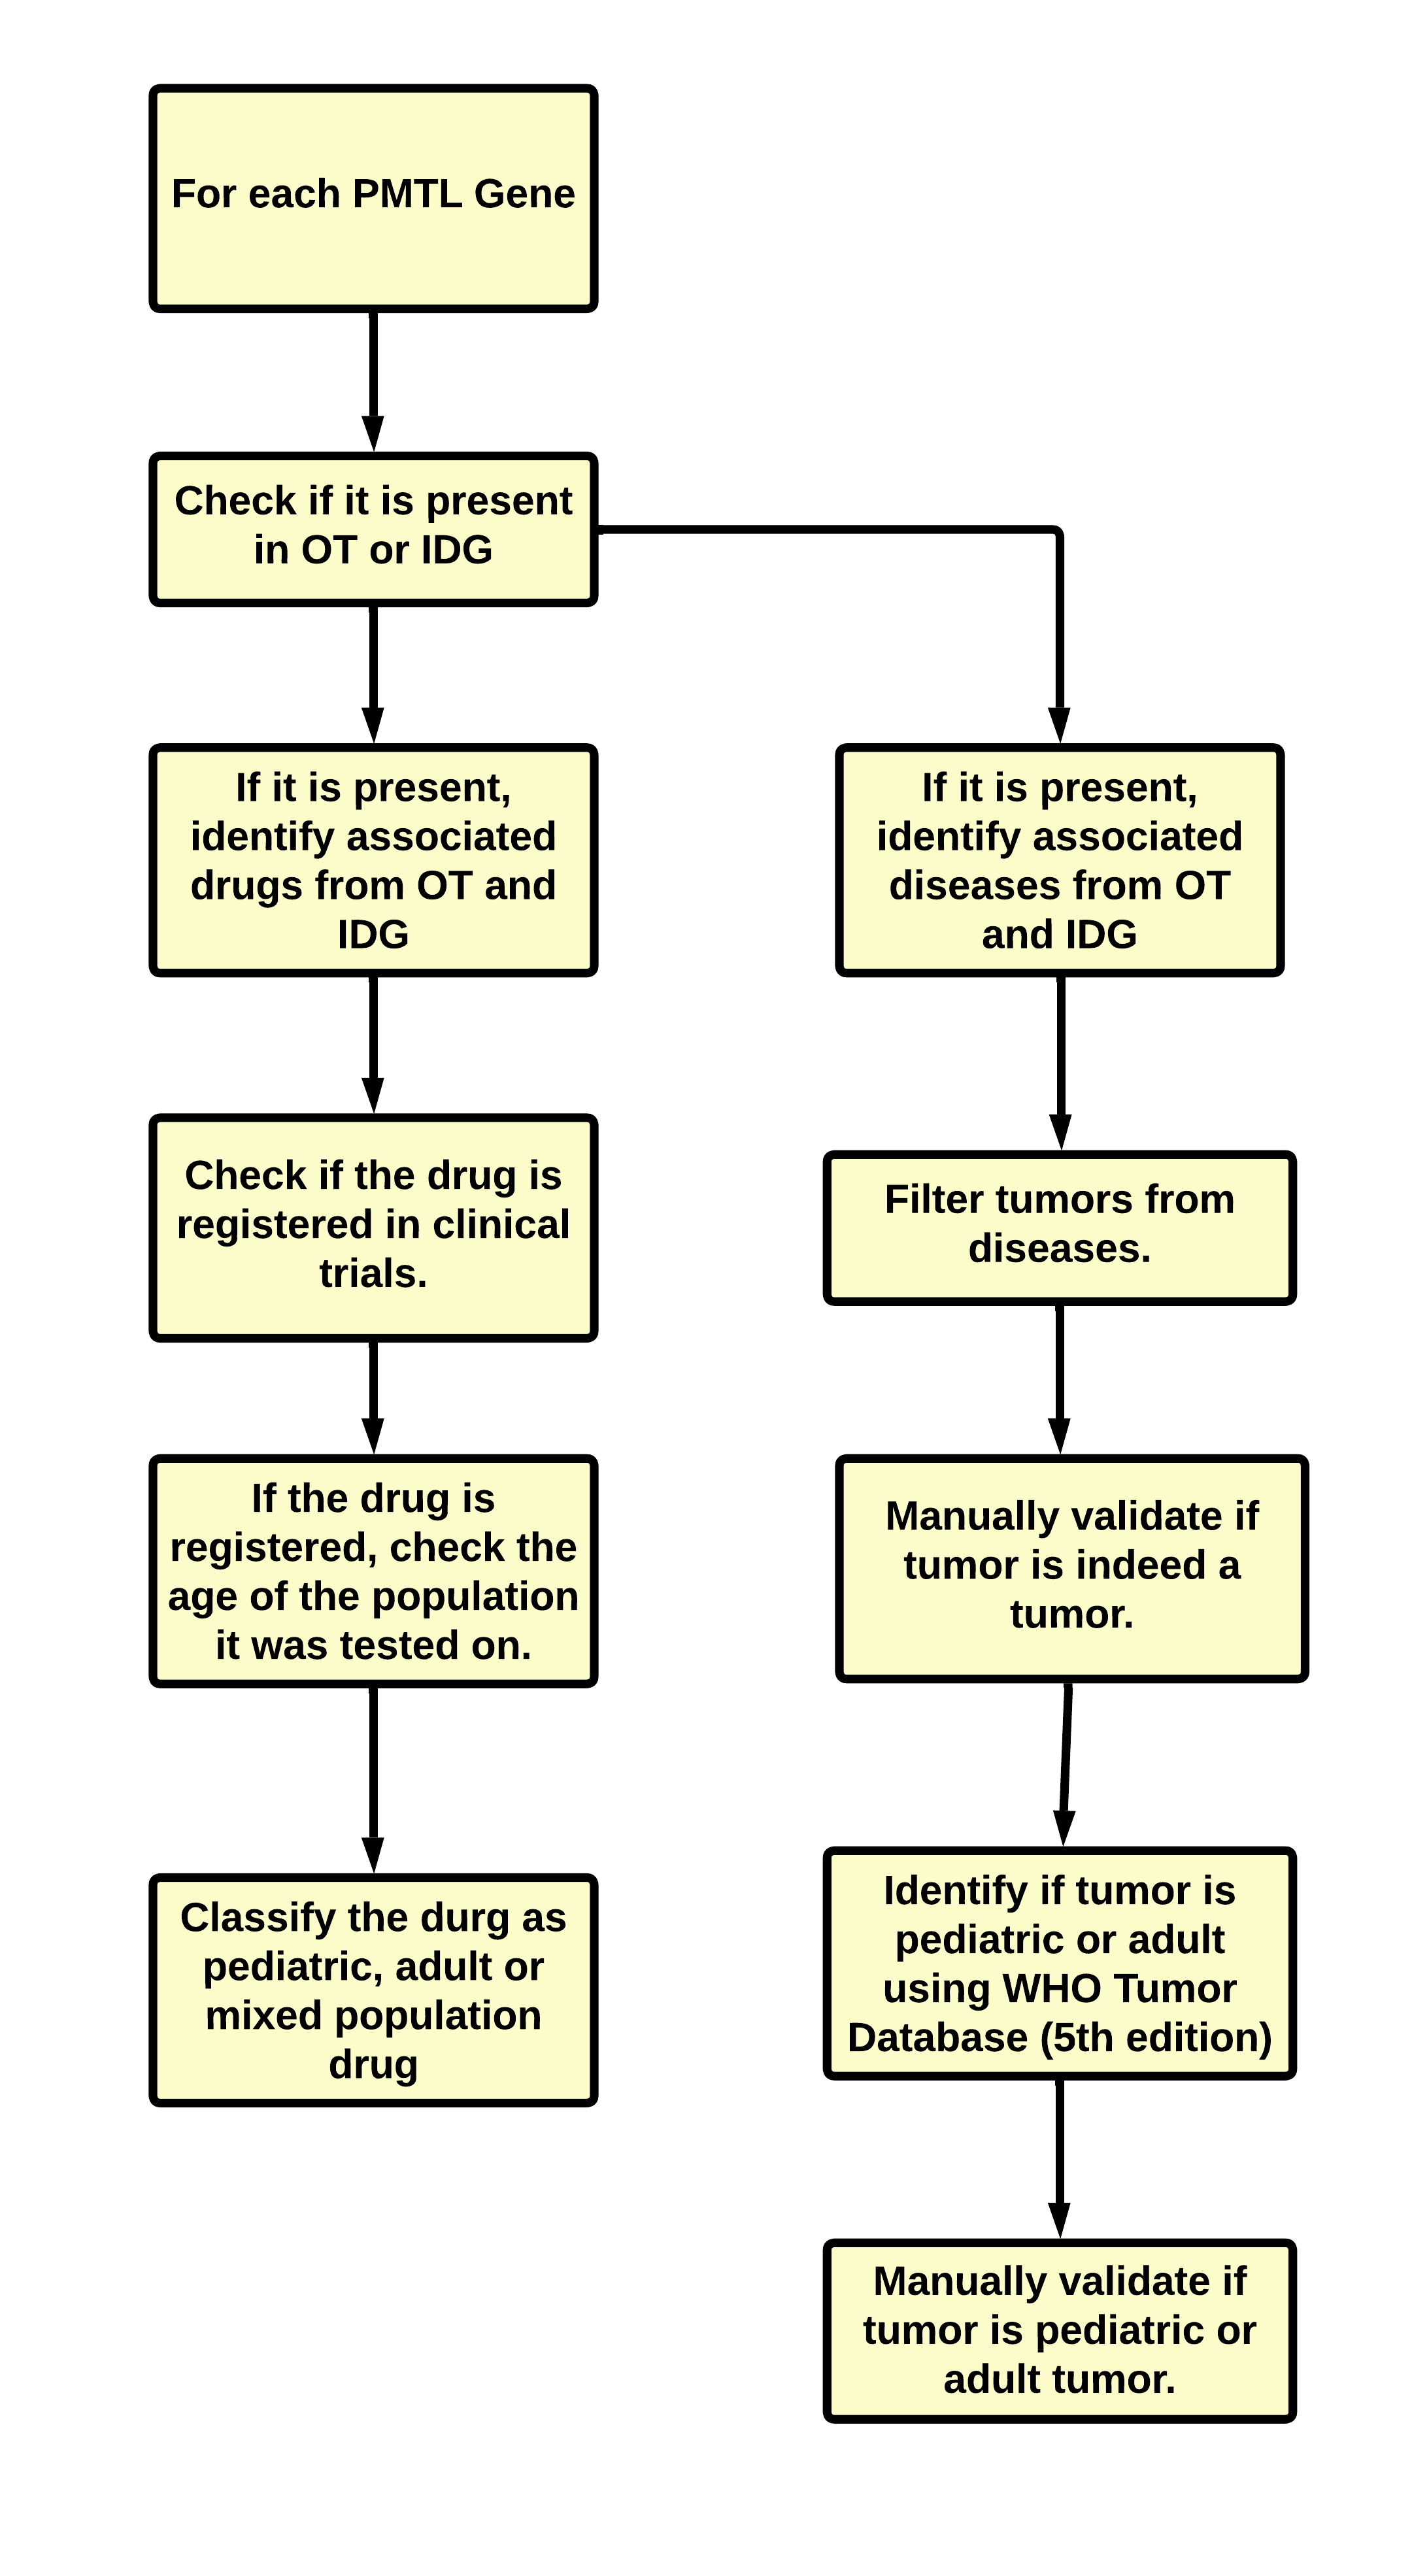 For each PMTL Gene
Check if it is present
in OT or IDG
If it is present,
identify associated
drugs from OT and
IDG
Check if the drug is
registered in clinical
trials.
If the drug is
registered, check the
age of the population
it was tested on.
Classify the durg as
pediatric, adult or
mixed population
drug
If it is present,
identify associated
diseases from OT
and IDG
Filter tumors from
diseases.
Manually validate if
tumor is indeed a
tumor.
Identify if tumor is
pediatric or adult
using WHO Tumor
Database (5th edition)
Manually validate if
tumor is pediatric or
adult tumor.